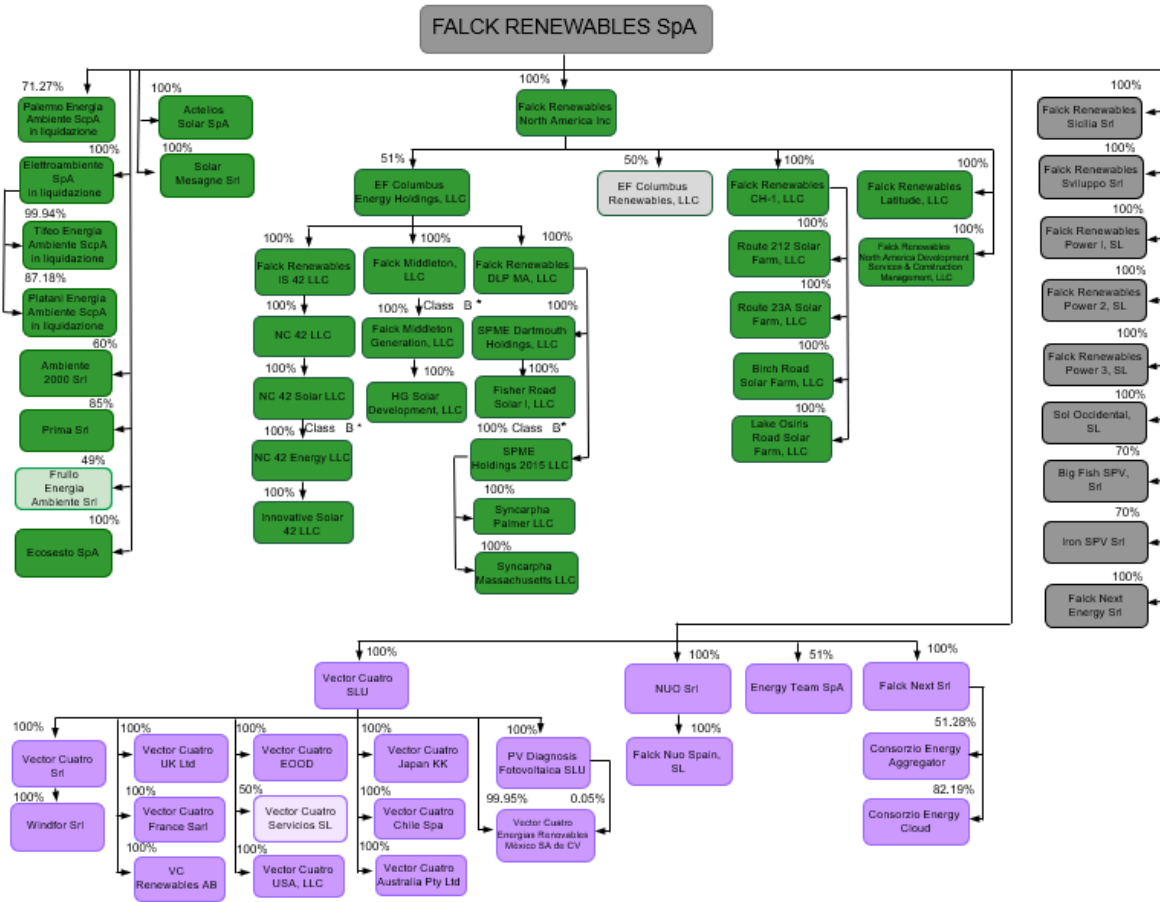 FALCK RENEWABLES SpA
71.27%
Palermo Energia
Ambiente ScpA
in liquidazione
100%
Elettroambiente
SpA
in liquidazione
99.94%
Tifeo Energia
Ambiente ScpA
in liquidazione
87.18%
Platani Energia
Ambiente ScpA
in liquidazione
60%
Ambiente
2000 Srl
85%
Prima Srl
49%
Frullo
Energia
Ambiente Srl
100%
Ecosesto SpA
100%
Actelios
Solar SpA
100%
Solar
Mesagne Srl
100%
Falck Renewables
North America Inc
51%
EF Columbus
Energy Holdings, LLC
100%
Falck Renewables
IS 42 LLC
100%
NC 42 LLC
100%
NC 42 Solar LLC
100%
Class B *
NC 42 Energy LLC
100%
Innovative Solar
42 LLC
100%
Falck Middleton,
LLC
100%
Class B *
Falck Middleton
Generation, LLC
100%
HG Solar
Development, LLC
100%
Falck Renewables
DLP MA, LLC
100%
SPME Dartmouth
Holdings, LLC
100%
Fisher Road
Solar I, LLC
100% Class B*
SPME
Holdings 2015 LLC
100%
Syncarpha
Palmer LLC
100%
Syncarpha
Massachusetts LLC
50%
EF Columbus
Renewables, LLC
100%
Falck Renewables
CH-1, LLC
100%
Route 212 Solar
Farm, LLC
100%
Route 23A Solar
Farm, LLC
100%
Birch Road
Solar Farm, LLC
100%
Lake Osiris
Road Solar
Farm, LLC
100%
Falck Renewables
Latitude, LLC
100%
Falck Renewables
North America Development
Services & Construction
Management, LLC
100%
Falck Renewables
Sicilia Srl
100%
Falck Renewables
Sviluppo Srl
100%
Falck Renewables
Power I, SL
100%
Falck Renewables
Power 2, SL
100%
Falck Renewables
Power 3, SL
100%
Sol Occidental,
SL
70%
Big Fish SPV,
Srl
70%
Iron SPV Srl
100%
Falck Next
Energy Srl
100%
Vector Cuatro
SLU
100%
Vector Cuatro
Srl
100%
Windfor Srl
100%
Vector Cuatro
UK Ltd
100%
Vector Cuatro
France Sarl
100%
VC
Renewables AB
100%
Vector Cuatro
EOOD
50%
Vector Cuatro
Servicios SL
100%
Vector Cuatro
USA, LLC
100%
Vector Cuatro
Japan KK
100%
Vector Cuatro
Chile Spa
100%
Vector Cuatro
Australia Pty Ltd
100%
PV Diagnosis
Fotovoltaica SLU
99.95%
0.05%
Vector Cuatro
Energias Renovables
México SA de CV
100%
NUO Srl
100%
Falck Nuo Spain,
SL
51%
Energy Team SpA
100%
Falck Next Srl
51.28%
Consorzio Energy
Aggregator
82.19%
Consorzio Energy
Cloud